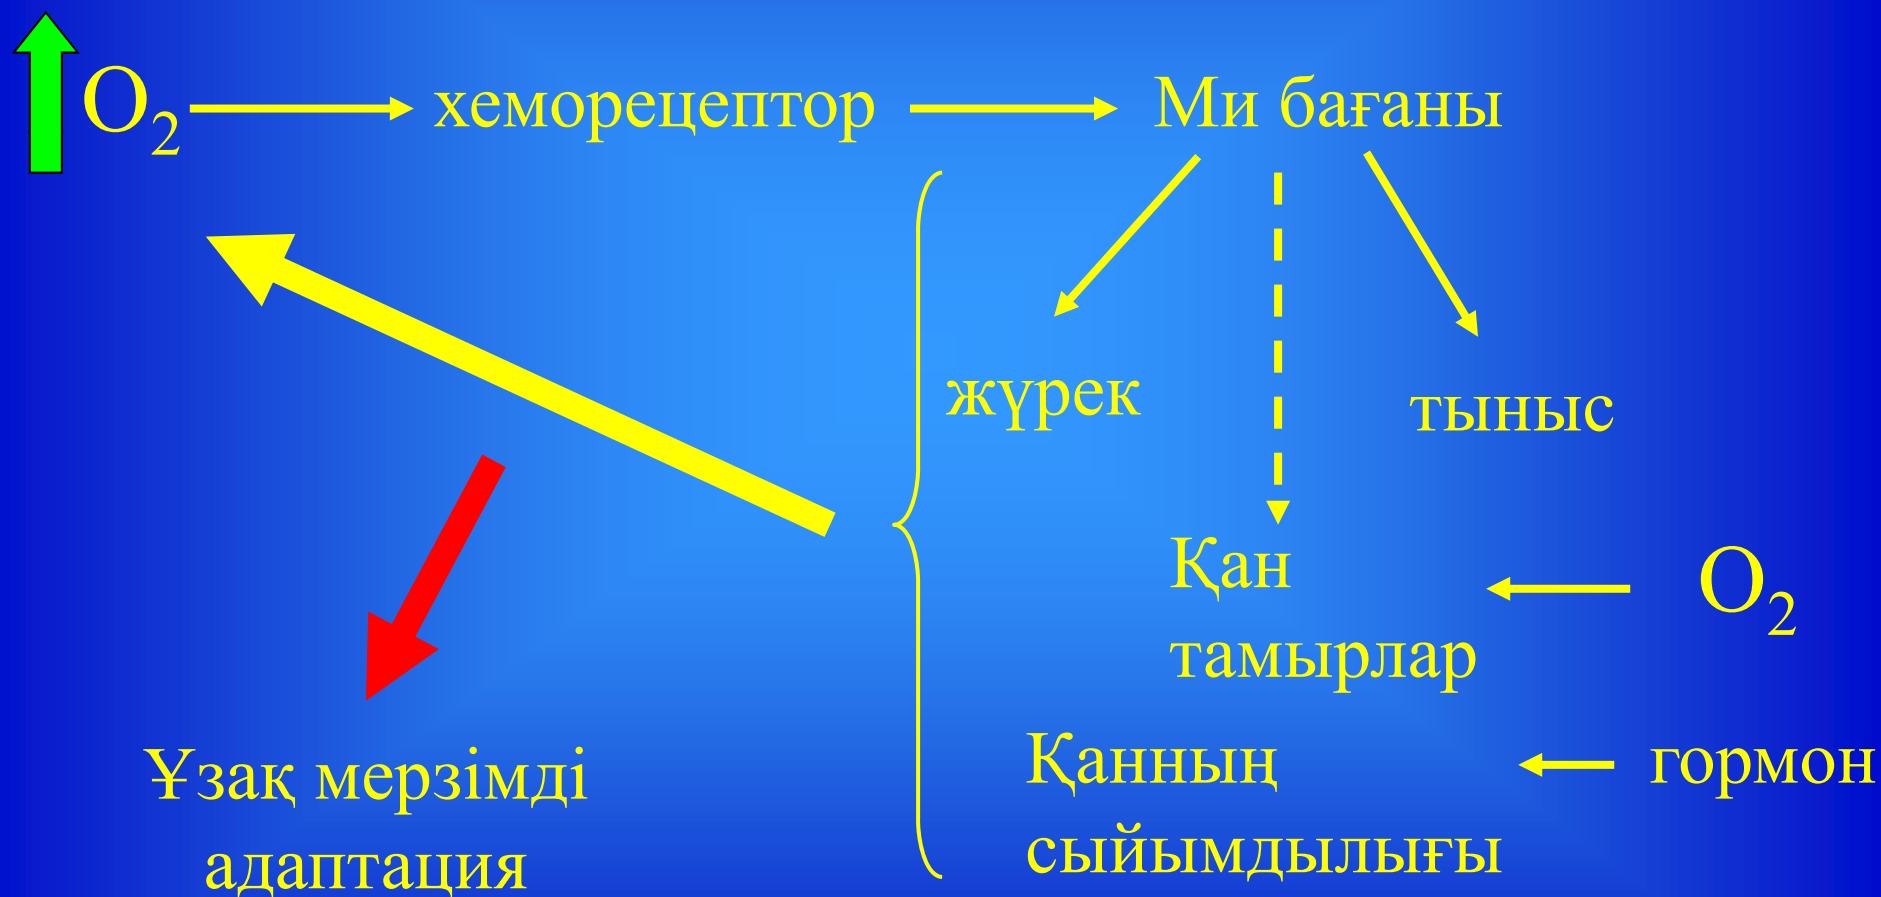 O₂ хеморецептор Ми бағаны
жүрек
тыныс
Қан
тамырлар
O₂
Қанның
сыйымдылығы
гормон
Ұзақ мерзімді
адаптация